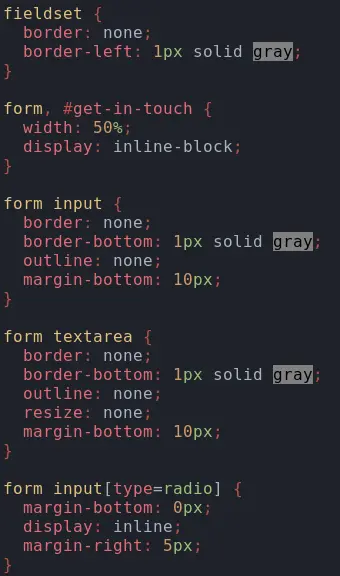 fieldset {
  border: none;
  border-left: 1px solid gray;
}

form, #get-in-touch {
  width: 50%;
  display: inline-block;
}

form input {
  border: none;
  border-bottom: 1px solid gray;
  outline: none;
  margin-bottom: 10px;
}

form textarea {
  border: none;
  border-bottom: 1px solid gray;
  outline: none;
  resize: none;
  margin-bottom: 10px;
}

form input[type=radio] {
  margin-bottom: 0px;
  display: inline;
  margin-right: 5px;
}